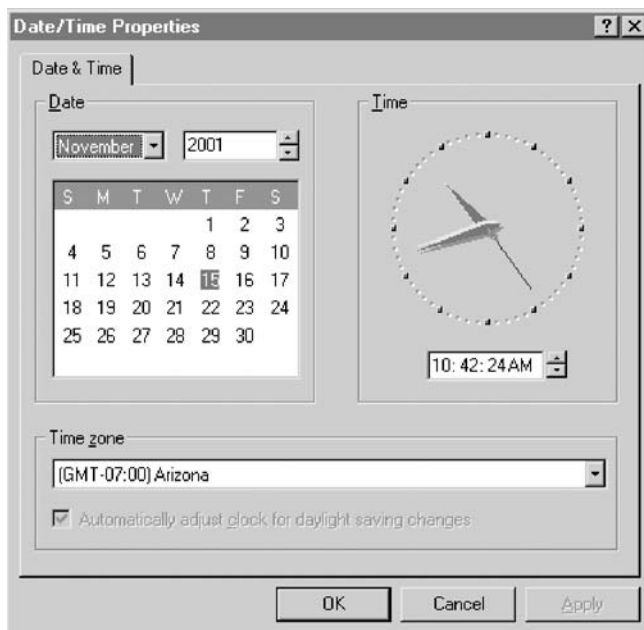 Date/Time Properties
? X
Date & Time
Date
November
2001
S M T W T F S
1 2 3
4 5 6 7 8 9 10
11 12 13 14 15 16 17
18 19 20 21 22 23 24
25 26 27 28 29 30
Time
10:42:24 AM
Time zone
(GMT-07:00) Arizona
Automatically adjust clock for daylight saving changes
OK Cancel Apply